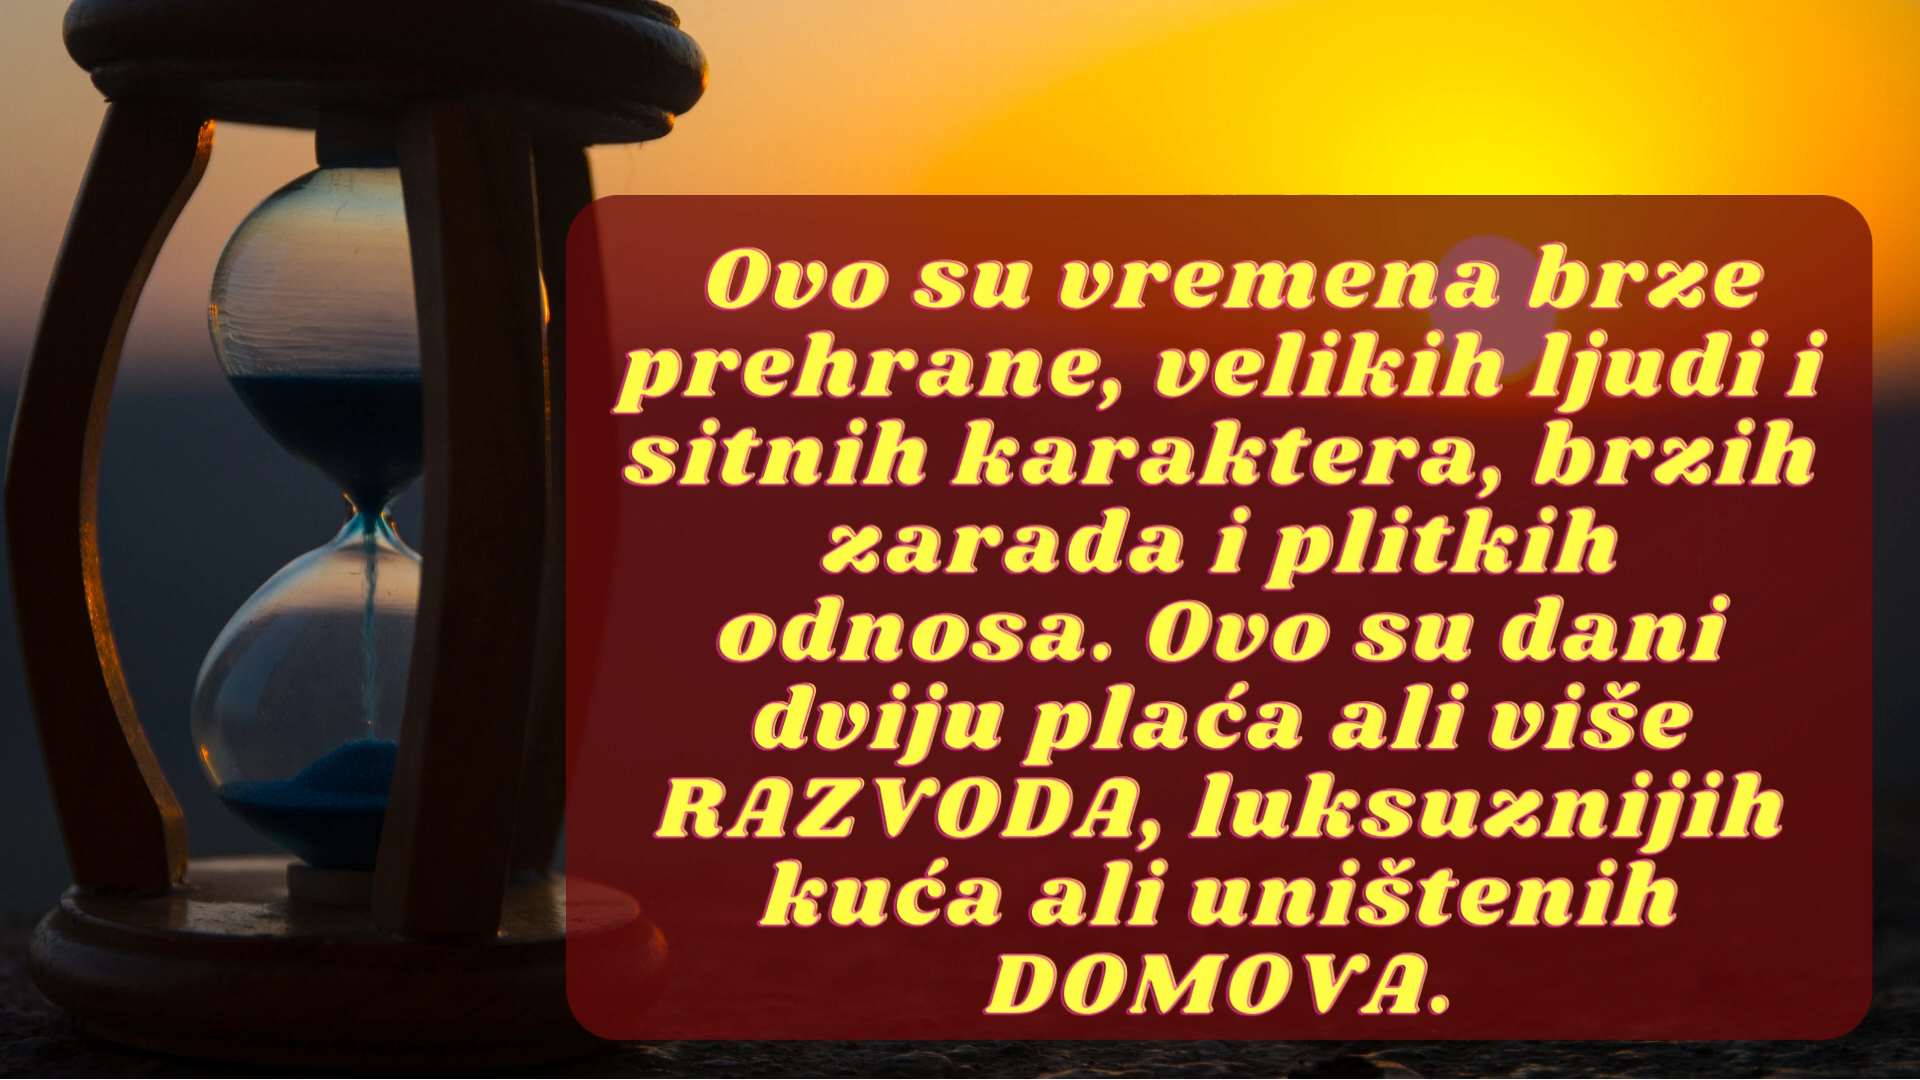 Ovo su vremena brze
prehrane, velikih ljudi i
sitnih karaktera, brzih
zarada i plitkih
odnosa. Ovo su dani
dviju plaća ali više
RAZVODA, luksuznijih
kuća ali uništenih
DOMOVA.